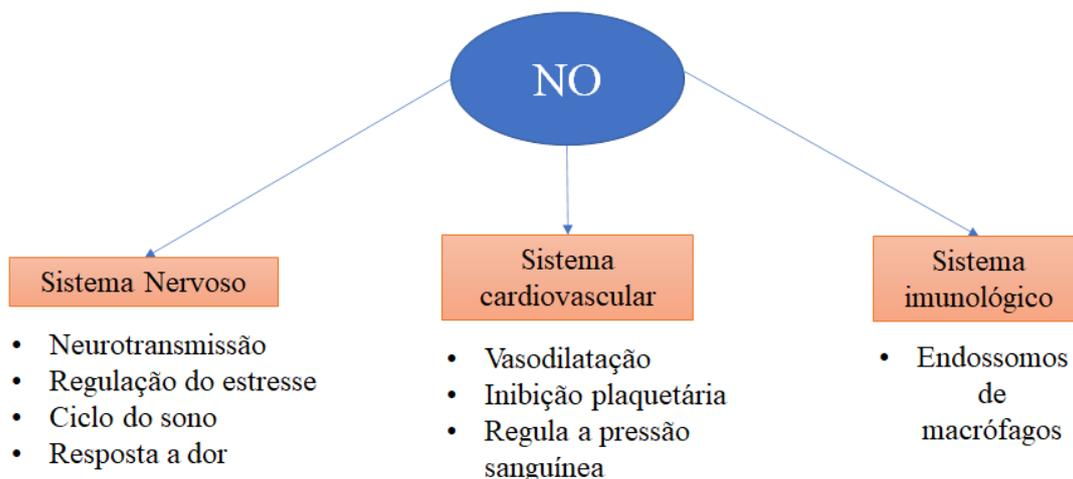 NO
Sistema Nervoso
• Neurotransmissão
• Regulação do estresse
• Ciclo do sono
• Resposta a dor
Sistema
cardiovascular
• Vasodilatação
• Inibição plaquetária
• Regula a pressão
sanguínea
Sistema
imunológico
• Endossomos
de
macrófagos